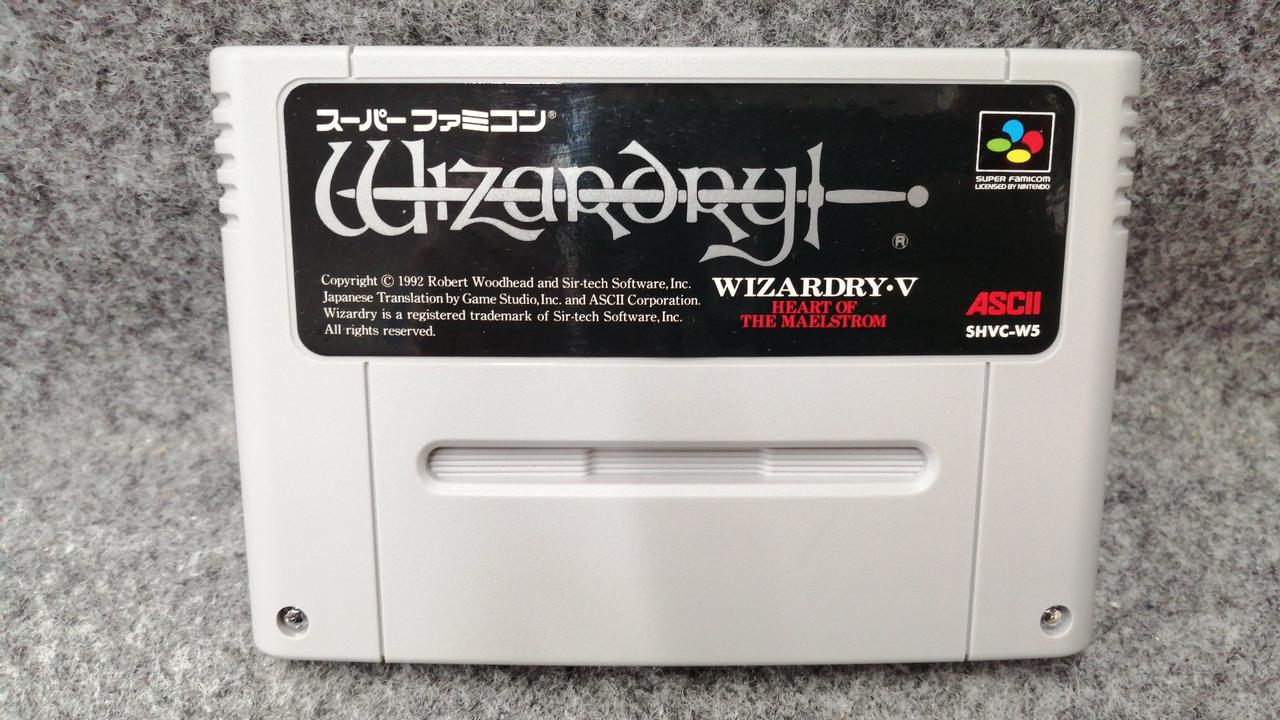 スーパーファミコン®
Wizardry
®
SUPER FAMICOM
LICENSED BY NINTENDO
Copyright © 1992 Robert Woodhead and Sir-tech Software, Inc.
Japanese Translation by Game Studio, Inc. and ASCII Corporation.
Wizardry is a registered trademark of Sir-tech Software, Inc.
All rights reserved.
WIZARDRY·V
HEART OF
THE MAELSTROM
ASCII
SHVC-W5